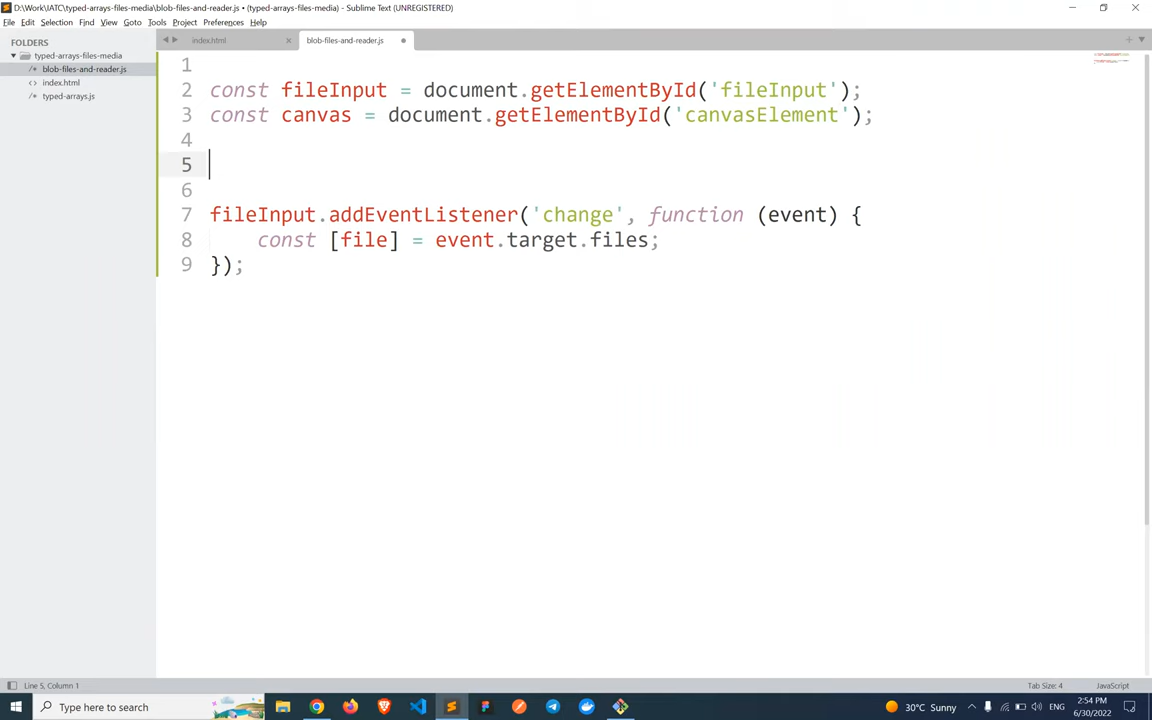 D:\Work\IATC\typed-arrays-files-media\blob-files-and-reader.js • (typed-arrays-files-media) - Sublime Text (UNREGISTERED)
File Edit Selection Find View Goto Tools Project Preferences Help
FOLDERS
typed-arrays-files-media
blob-files-and-reader.js
index.html
typed-arrays.js
index.html
blob-files-and-reader.js
1
2 const fileInput = document.getElementById('fileInput');
3 const canvas = document.getElementById('canvasElement');
4
5
6
7 fileInput.addEventListener('change', function (event) {
8 const [file] = event.target.files;
9 });
Line 5, Column 1
Tab Size: 4
JavaScript
Type here to search
30°C Sunny
ENG
2:54 PM
6/30/2022